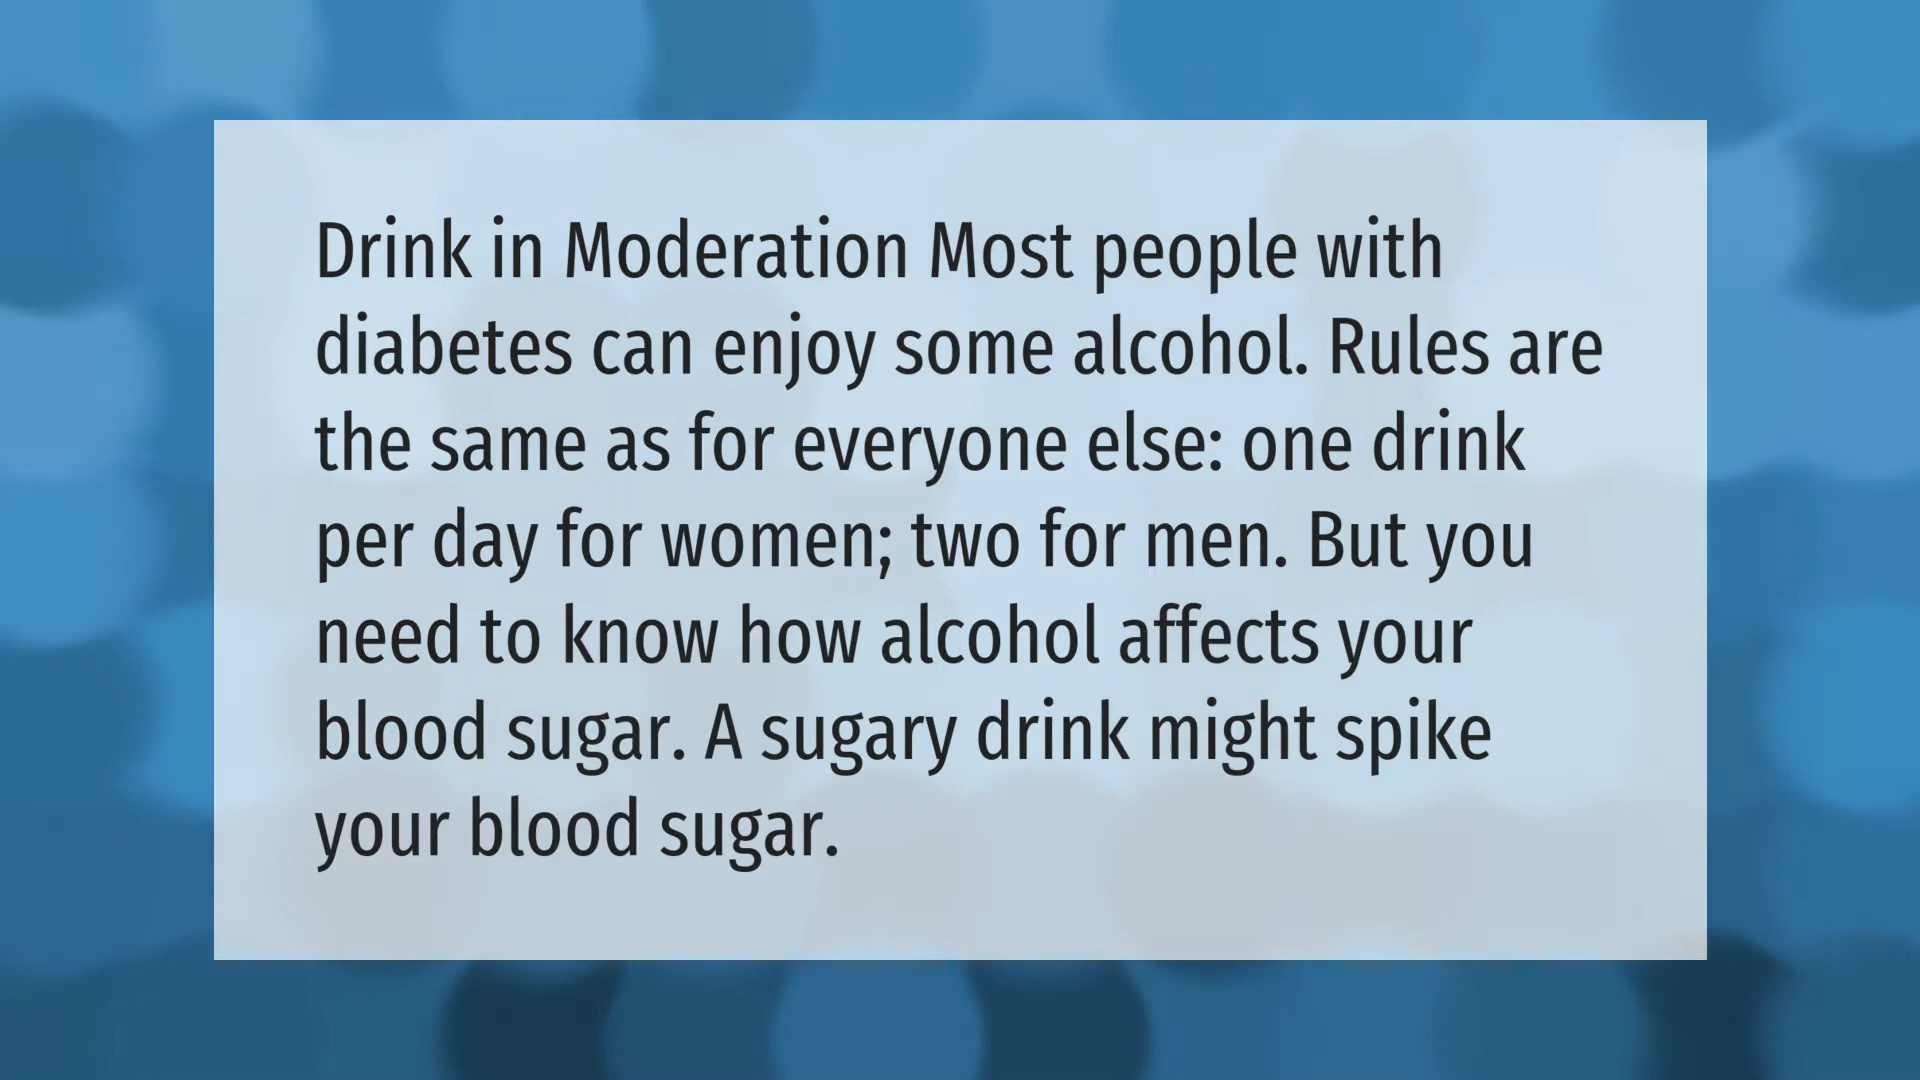 Drink in Moderation Most people with
diabetes can enjoy some alcohol. Rules are
the same as for everyone else: one drink
per day for women; two for men. But you
need to know how alcohol affects your
blood sugar. A sugary drink might spike
your blood sugar.